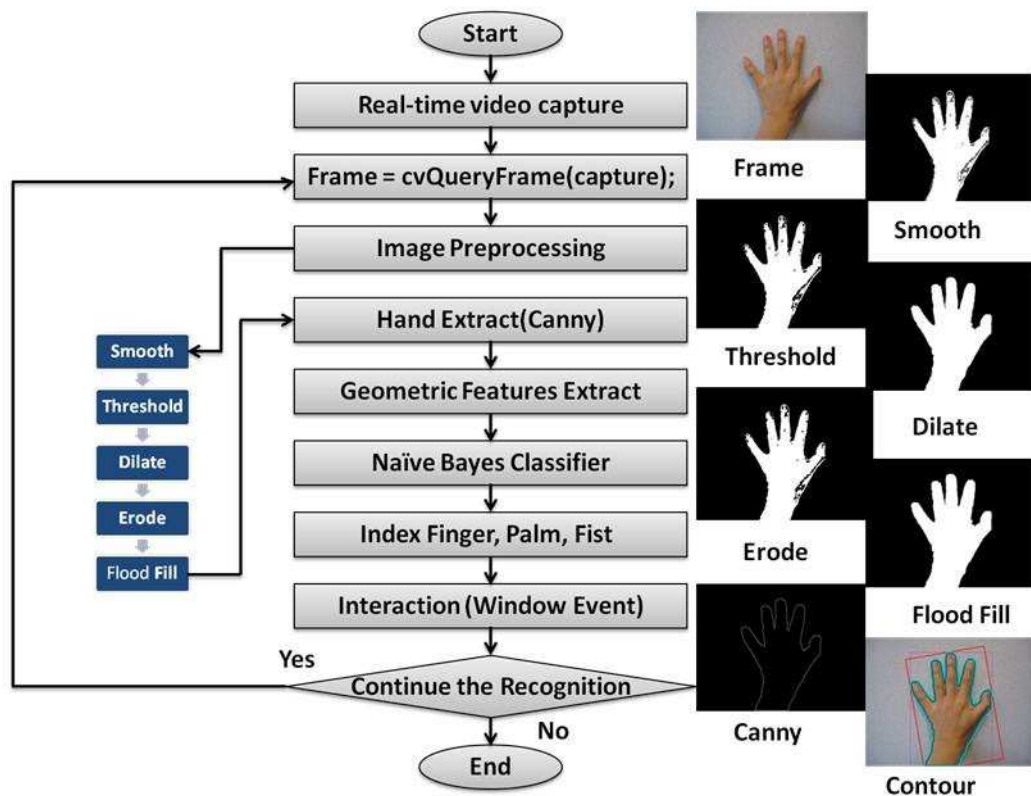 Start
Real-time video capture
Frame = cvQueryFrame(capture);
Image Preprocessing
Hand Extract(Canny)
Geometric Features Extract
Naïve Bayes Classifier
Index Finger, Palm, Fist
Interaction (Window Event)
Yes
Continue the Recognition
No
End
Smooth
Threshold
Dilate
Erode
Flood Fill
Frame
Smooth
Threshold
Dilate
Erode
Flood Fill
Canny
Contour